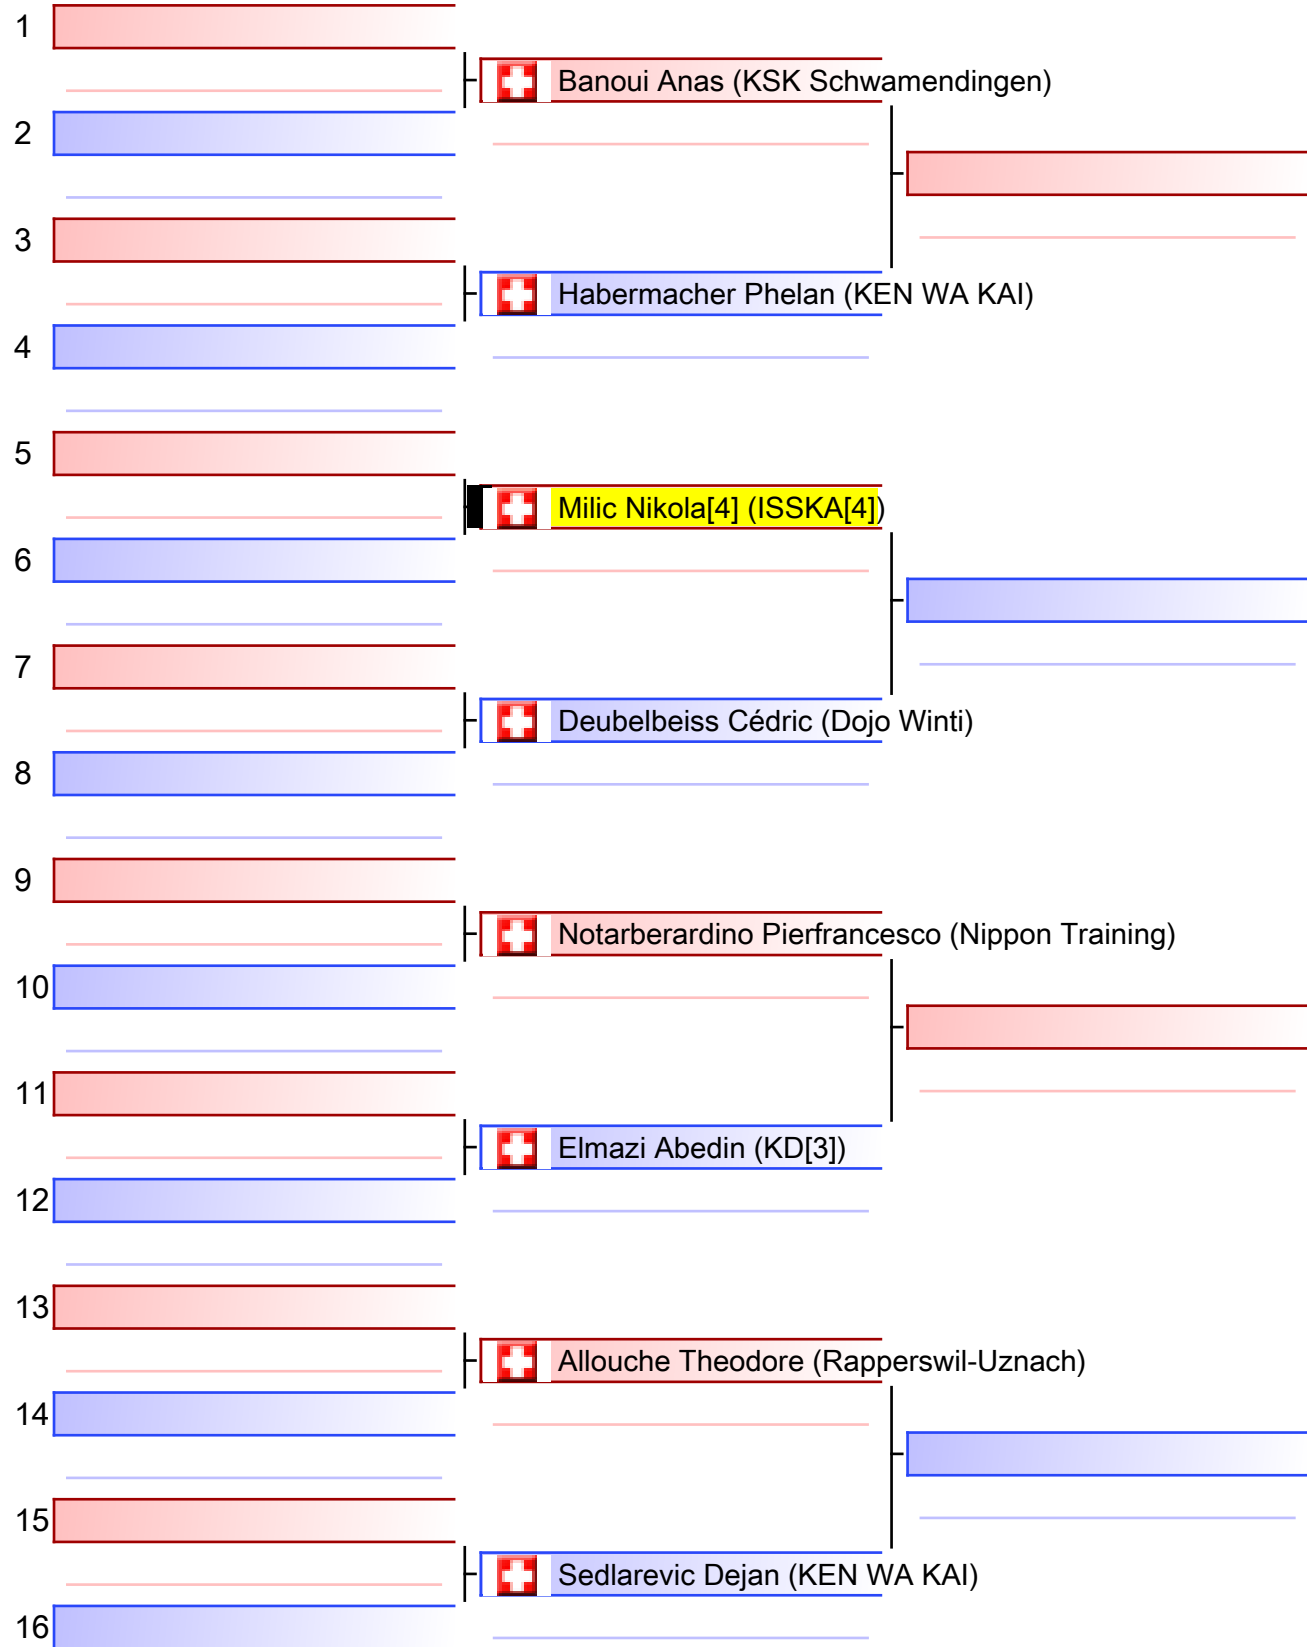 1
Banoui Anas (KSK Schwamendingen)
2
3
Habermacher Phelan (KEN WA KAI)
4
5
Milic Nikola[4] (ISSKA[4])
6
7
Deubelbeiss Cédric (Dojo Winti)
8
9
Notarberardino Pierfrancesco (Nippon Training)
10
11
Elmazi Abedin (KD[3])
12
13
Allouche Theodore (Rapperswil-Uznach)
14
15
Sedlarevic Dejan (KEN WA KAI)
16